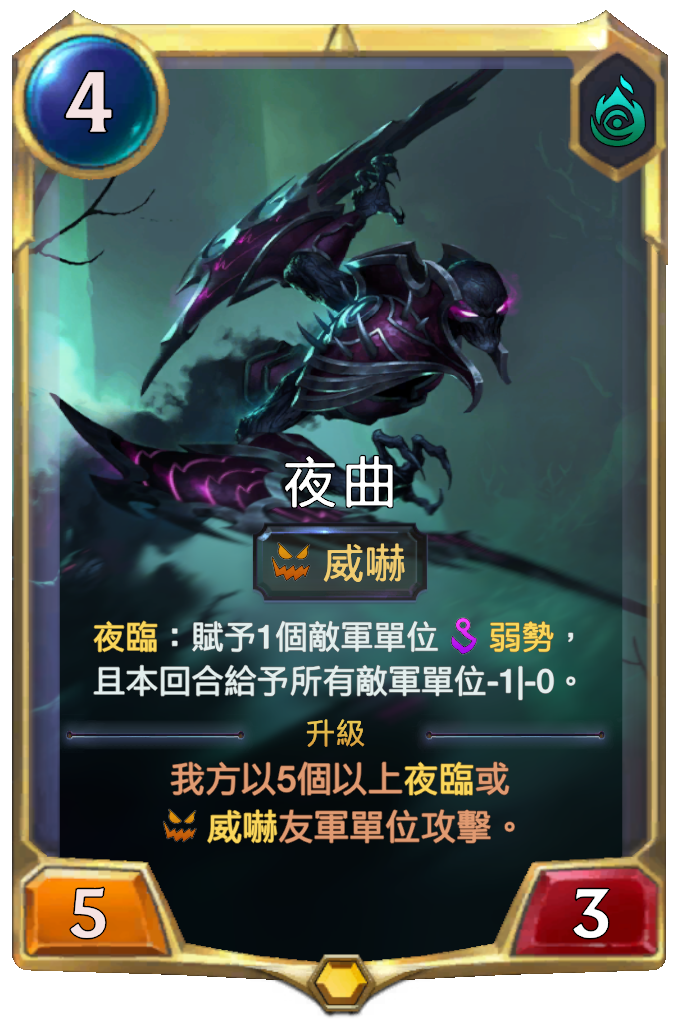 4
夜曲
威嚇
夜臨：賦予1個敵軍單位 弱勢，
且本回合給予所有敵軍單位-1|-0。
升級
我方以5個以上夜臨或
威嚇友軍單位攻擊。
5
3